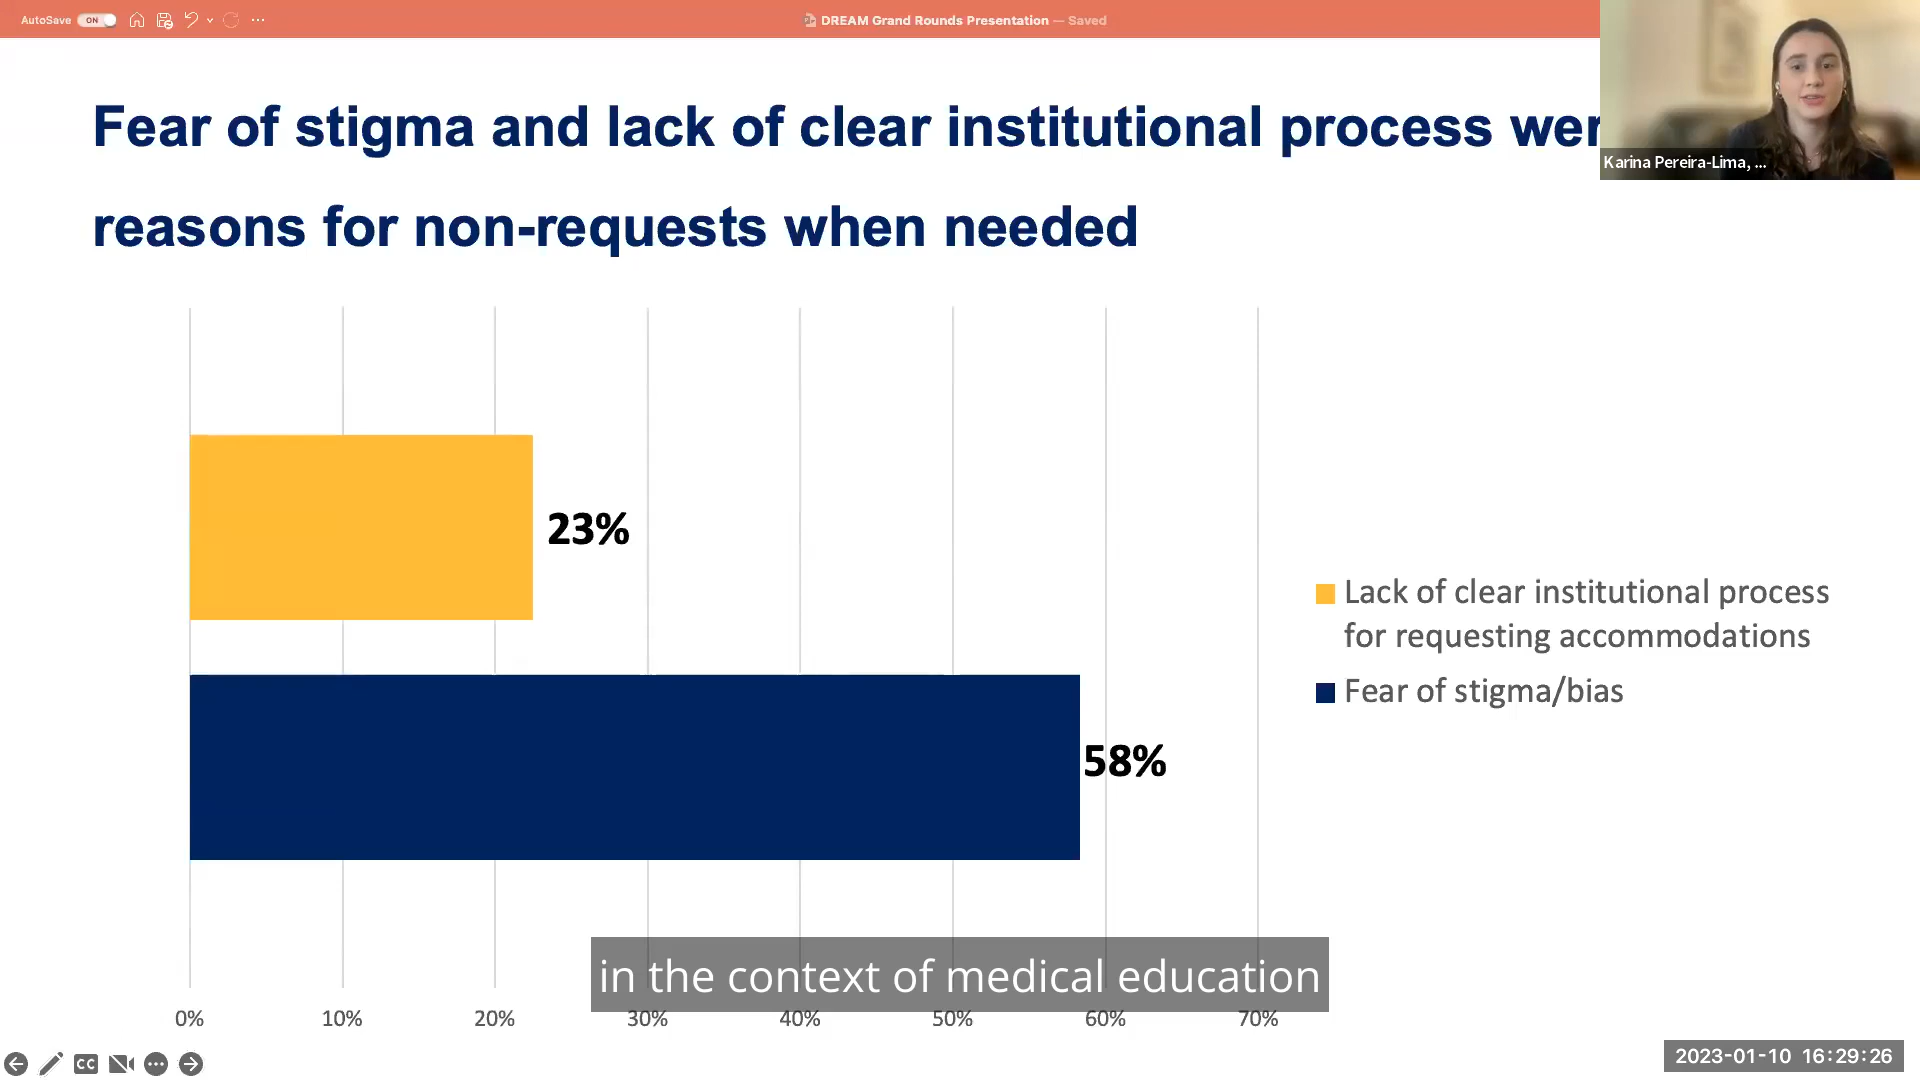 AutoSave ON
DREAM Grand Rounds Presentation — Saved
Fear of stigma and lack of clear institutional process wer
reasons for non-requests when needed
Karina Pereira-Lima, ...
23%
58%
Lack of clear institutional process
for requesting accommodations
Fear of stigma/bias
in the context of medical education
0% 10% 20% 30% 40% 50% 60% 70%
CC
2023-01-10 16:29:26